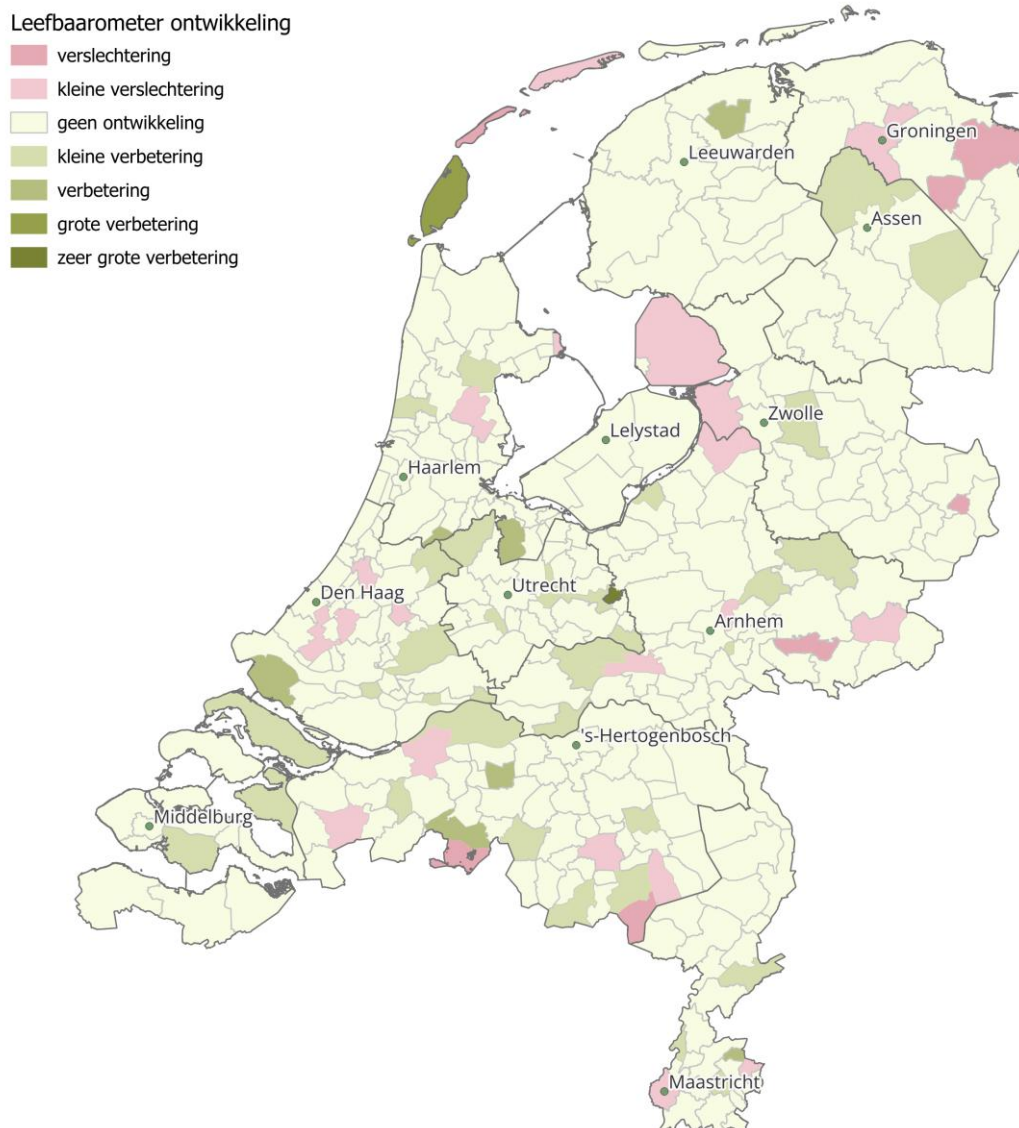 Leefbaarometer ontwikkeling
verslechtering
kleine verslechtering
geen ontwikkeling
kleine verbetering
verbetering
grote verbetering
zeer grote verbetering
Groningen
Leeuwarden
Assen
Zwolle
Lelystad
Haarlem
Utrecht
Den Haag
Arnhem
's-Hertogenbosch
Middelburg
Maastricht